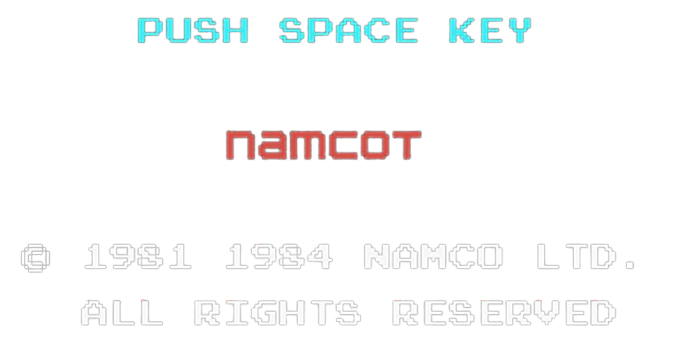 PUSH SPACE KEY
namcot
© 1981 1984 NAMCO LTD.
ALL RIGHTS RESERVED